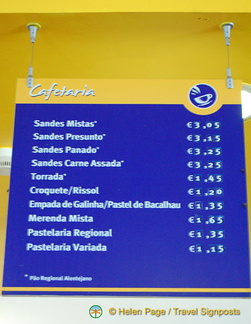 Cafetaria
Sandes Mistas* €3,05
Sandes Presunto* €3,15
Sandes Panado* €3,25
Sandes Carne Assada* €3,25
Torrada* €1,45
Croquete/Rissol €1,20
Empada de Galinha/Pastel de Bacalhau €1,35
Merenda Mista €1,65
Pastelaria Regional €1,35
Pastelaria Variada €1,15
* Pão Regional Alentejano
© Helen Page / Travel Signposts